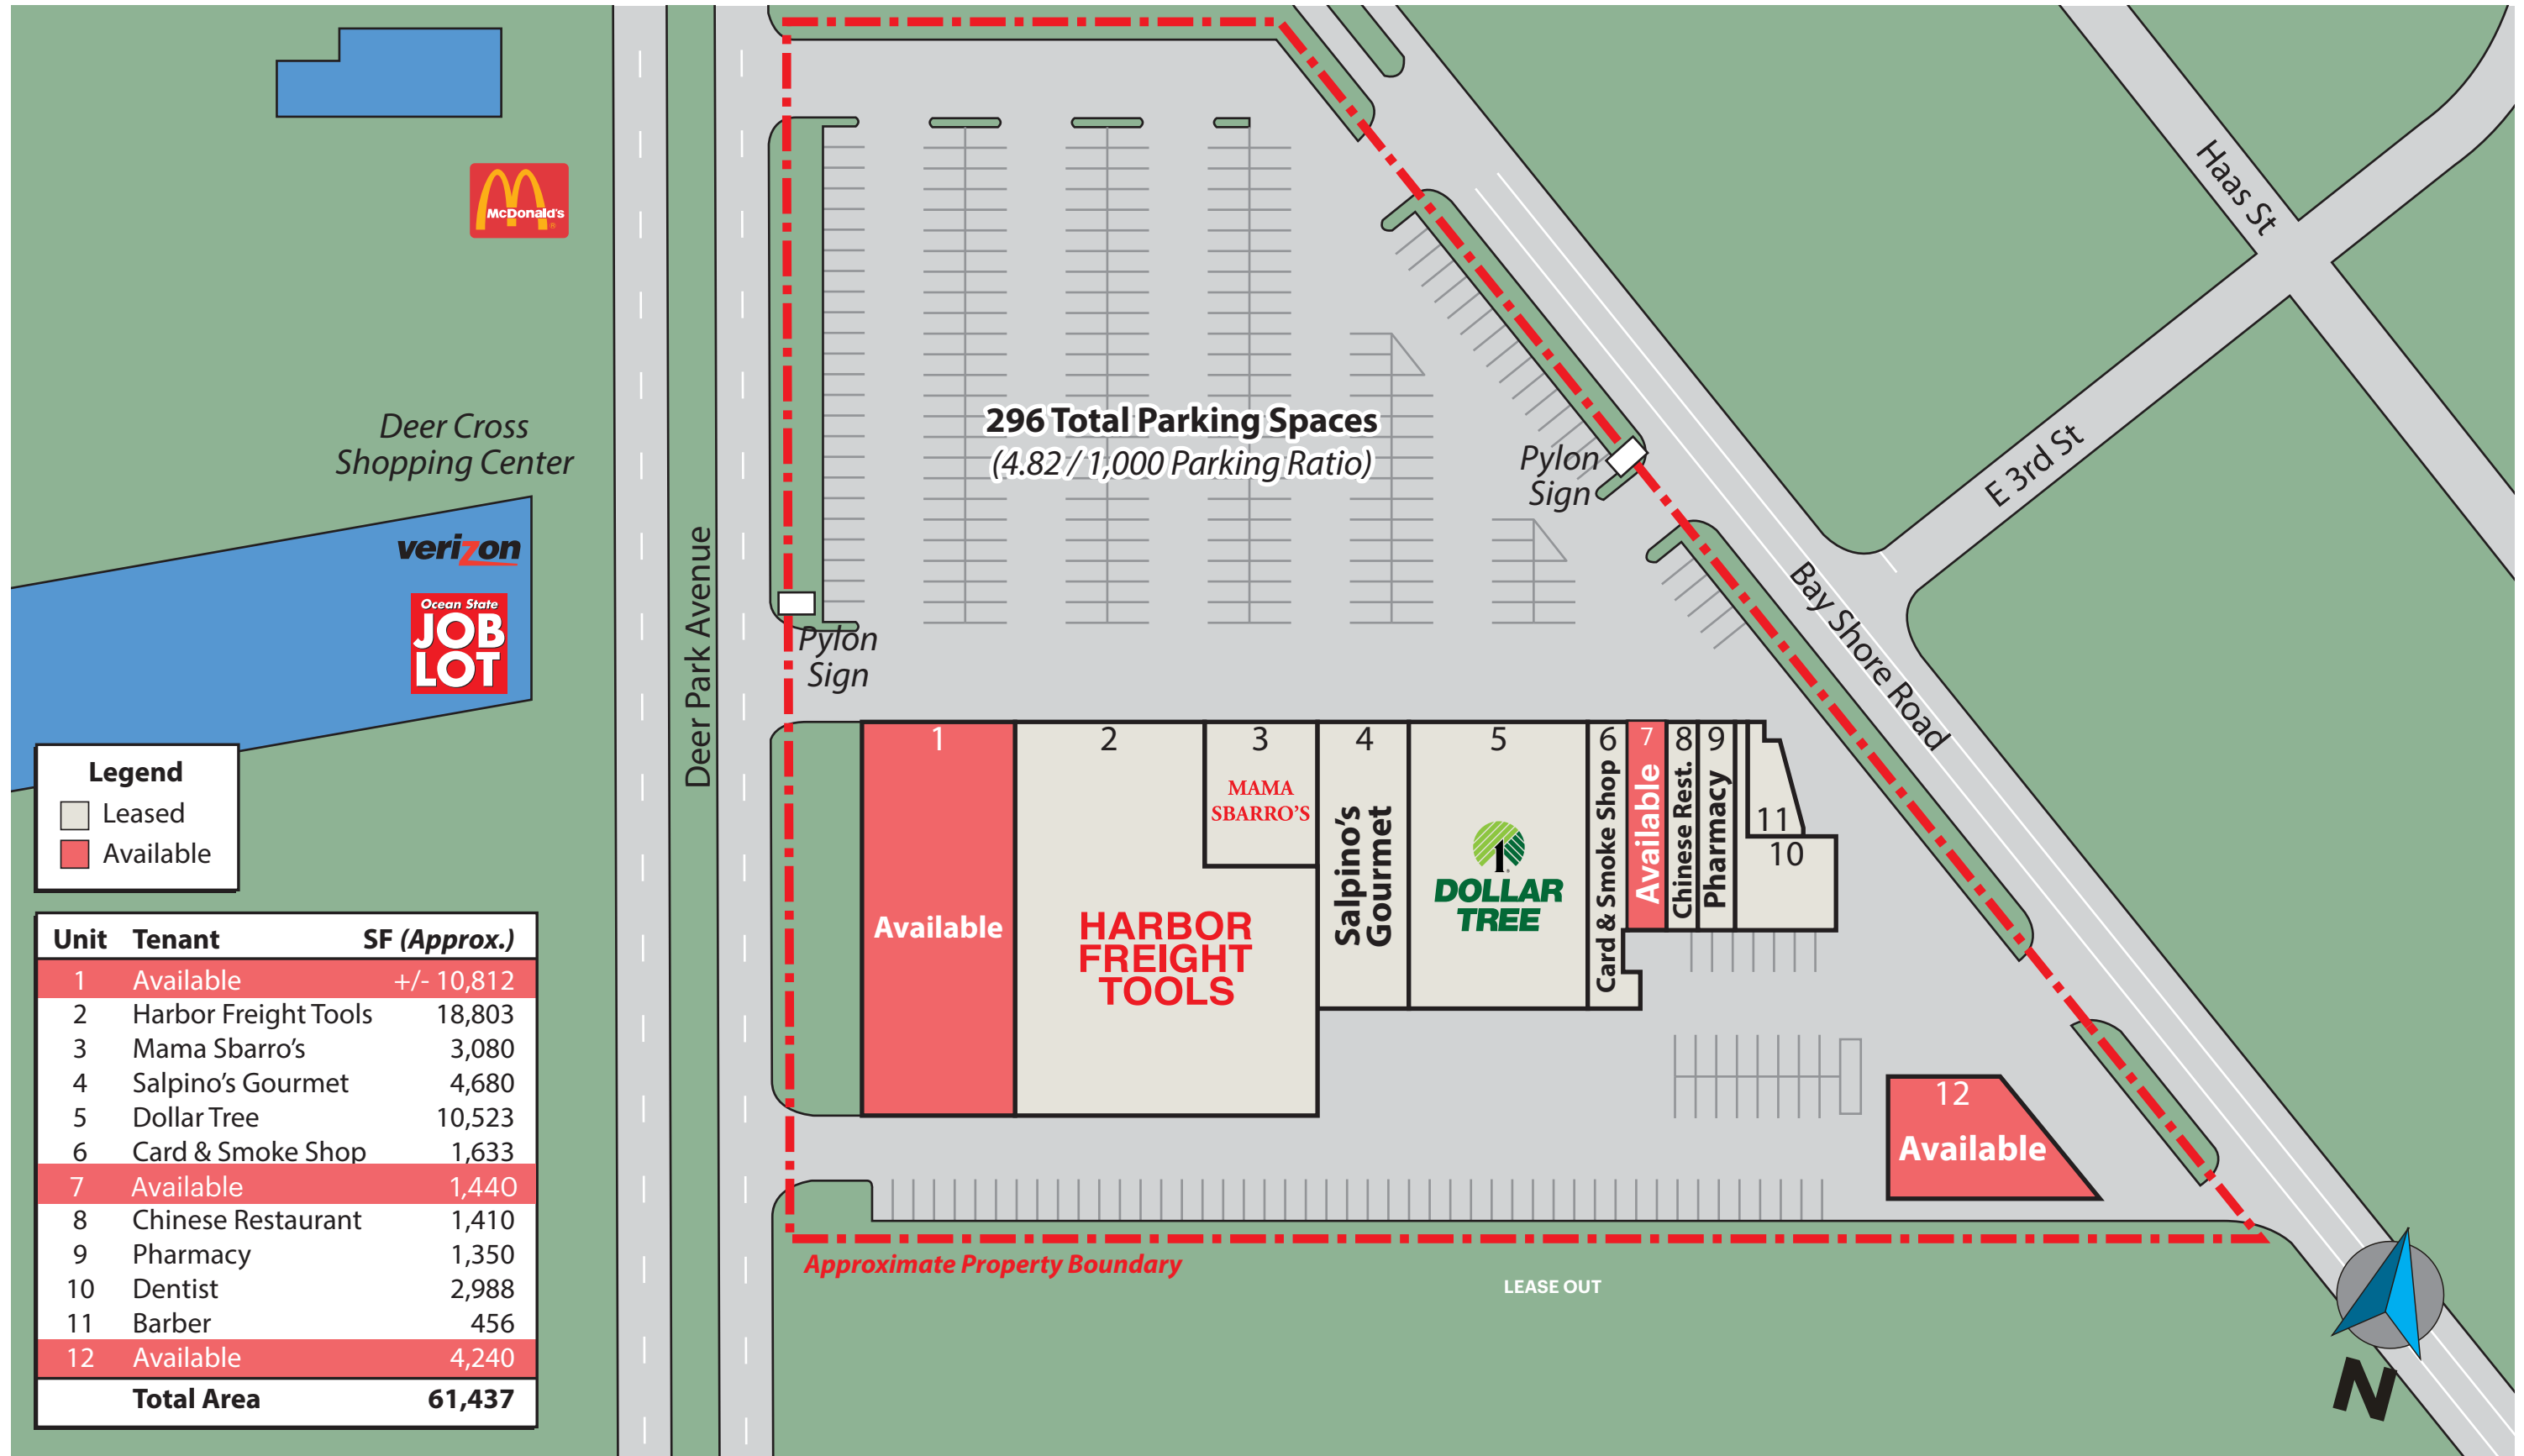 McDonald's
Deer Cross
Shopping Center
verizon
Ocean State
JOB
LOT
Deer Park Avenue
296 Total Parking Spaces
(4.82 / 1,000 Parking Ratio)
Pylon
Sign
Pylon
Sign
Haas St
E 3rd St
Bay Shore Road
1
Available
2
HARBOR
FREIGHT
TOOLS
3
MAMA
SBARRO'S
4
Salpino's
Gourmet
5
DOLLAR
TREE
6
Card & Smoke Shop
7
Available
8
Chinese Rest.
9
Pharmacy
11
10
12
Available
Legend
Leased
Available
Unit Tenant SF (Approx.)
1 Available +/- 10,812
2 Harbor Freight Tools 18,803
3 Mama Sbarro's 3,080
4 Salpino's Gourmet 4,680
5 Dollar Tree 10,523
6 Card & Smoke Shop 1,633
7 Available 1,440
8 Chinese Restaurant 1,410
9 Pharmacy 1,350
10 Dentist 2,988
11 Barber 456
12 Available 4,240
Total Area 61,437
Approximate Property Boundary
LEASE OUT
N